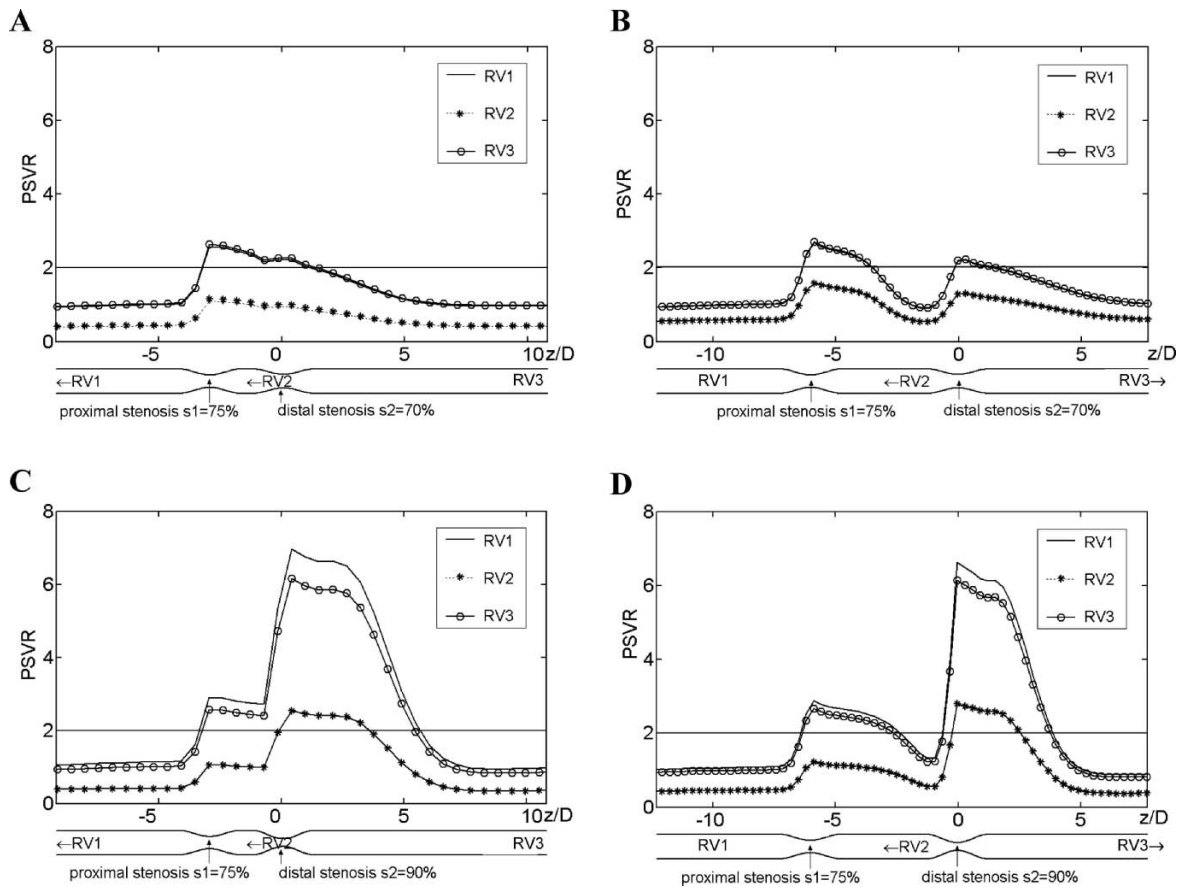 A
8
6
4
2
0
PSVR
RV1
RV2
RV3
-5
0
5
10z/D
←RV1
←RV2
RV3
proximal stenosis s1=75%
distal stenosis s2=70%
B
8
6
4
2
0
PSVR
RV1
RV2
RV3
-10
-5
0
5
z/D
RV1
←RV2
RV3→
proximal stenosis s1=75%
distal stenosis s2=70%
C
8
6
4
2
0
PSVR
RV1
RV2
RV3
-5
0
5
10z/D
←RV1
←RV2
RV3
proximal stenosis s1=75%
distal stenosis s2=90%
D
8
6
4
2
0
PSVR
RV1
RV2
RV3
-10
-5
0
5
z/D
RV1
←RV2
RV3→
proximal stenosis s1=75%
distal stenosis s2=90%